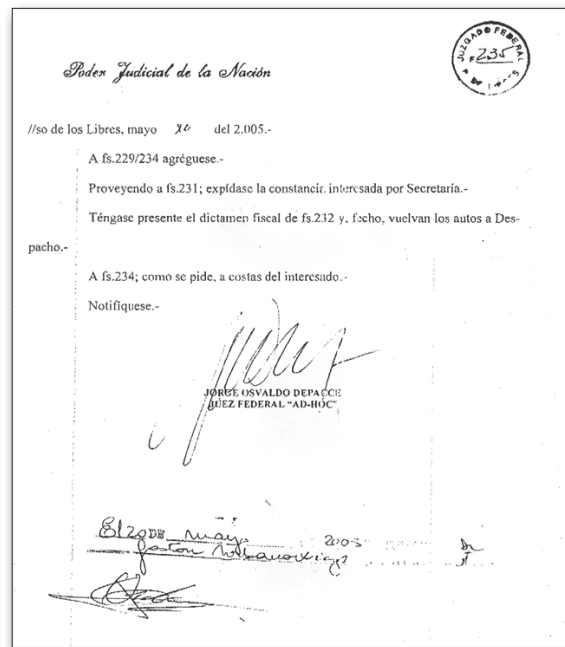 Poder Judicial de la Nación
JUZGADO FEDERAL
F 235
//so de los Libres, mayo 20 del 2.005.-
A fs.229/234 agréguese.-
Proveyendo a fs.231; expídase la constancia interesada por Secretaría.-
Téngase presente el dictamen fiscal de fs.232 y, fecho, vuelvan los autos a Des-
pacho.-
A fs.234; como se pide, a costas del interesado.-
Notifíquese.-
JORGE OSVALDO DEPACCE
JUEZ FEDERAL "AD-HOC"
El 20 DE mayo 2005